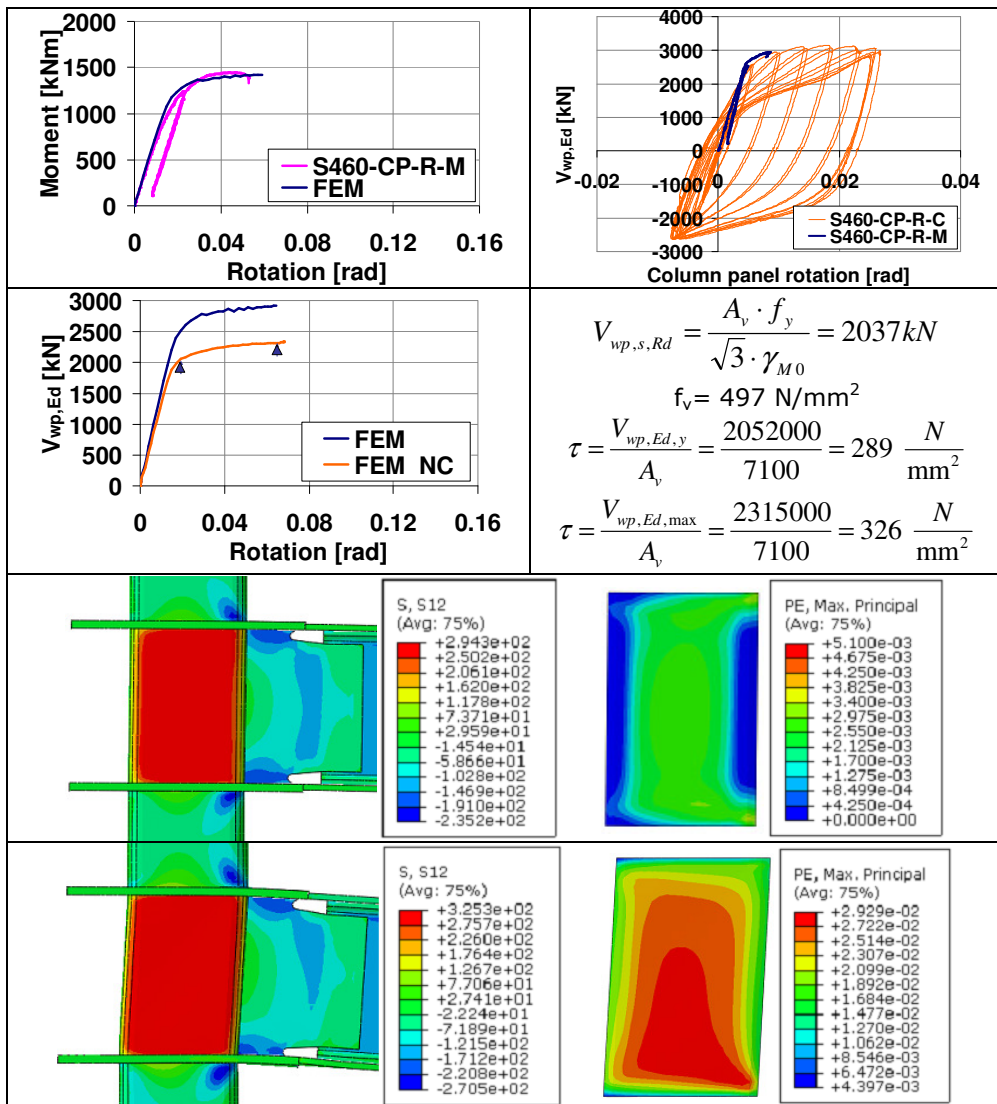 2000
1500
1000
500
0
Moment [kNm]
S460-CP-R-M
FEM
0 0.04 0.08 0.12 0.16
Rotation [rad]
4000
3000
2000
1000
0
-1000
-2000
-3000
V_wp,Ed [kN]
-0.02 0 0.02 0.04
S460-CP-R-C
S460-CP-R-M
Column panel rotation [rad]
3000
2500
2000
1500
1000
500
0
V_wp,Ed [kN]
FEM
FEM NC
0 0.04 0.08 0.12 0.16
Rotation [rad]
V_wp,s,Rd = A_v · f_y / √3 · γ_M0 = 2037kN
f_y= 497 N/mm²
τ = V_wp,Ed,y / A_v = 2052000 / 7100 = 289 N / mm²
τ = V_wp,Ed,max / A_v = 2315000 / 7100 = 326 N / mm²
S, S12
(Avg: 75%)
+2.943e+02
+2.502e+02
+2.061e+02
+1.620e+02
+1.178e+02
+7.371e+01
+2.959e+01
-1.454e+01
-5.866e+01
-1.028e+02
-1.469e+02
-1.910e+02
-2.352e+02
PE, Max. Principal
(Avg: 75%)
+5.100e-03
+4.675e-03
+4.250e-03
+3.825e-03
+3.400e-03
+2.975e-03
+2.550e-03
+2.125e-03
+1.700e-03
+1.275e-03
+8.499e-04
+4.250e-04
+0.000e+00
S, S12
(Avg: 75%)
+3.253e+02
+2.757e+02
+2.260e+02
+1.764e+02
+1.267e+02
+7.706e+01
+2.741e+01
-2.224e+01
-7.189e+01
-1.215e+02
-1.712e+02
-2.208e+02
-2.705e+02
PE, Max. Principal
(Avg: 75%)
+2.929e-02
+2.722e-02
+2.514e-02
+2.307e-02
+2.099e-02
+1.892e-02
+1.684e-02
+1.477e-02
+1.270e-02
+1.062e-02
+8.546e-03
+6.472e-03
+4.397e-03